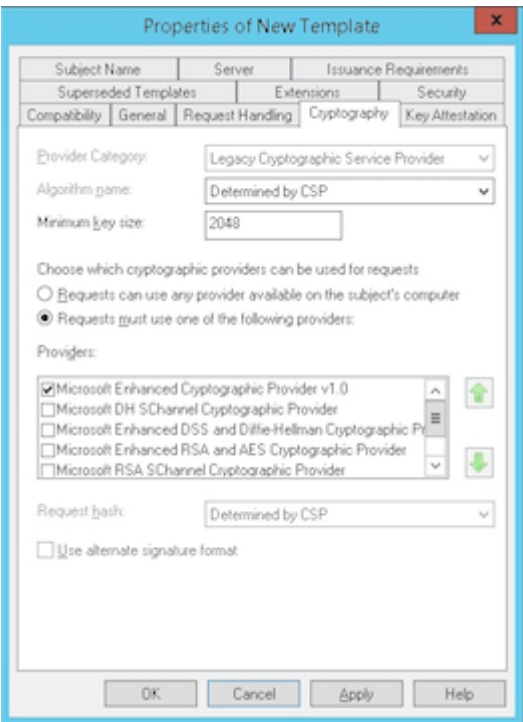 Properties of New Template
x
Subject Name Server Issuance Requirements
Superseded Templates Extensions Security
Compatibility General Request Handling Cryptography Key Attestation
Provider Category: Legacy Cryptographic Service Provider
Algorithm name: Determined by CSP
Minimum key size: 2048
Choose which cryptographic providers can be used for requests
Requests can use any provider available on the subject's computer
Requests must use one of the following providers:
Providers:
Microsoft Enhanced Cryptographic Provider v1.0
Microsoft DH SChannel Cryptographic Provider
Microsoft Enhanced DSS and Diffie-Hellman Cryptographic Pr
Microsoft Enhanced RSA and AES Cryptographic Provider
Microsoft RSA SChannel Cryptographic Provider
Request hash: Determined by CSP
Use alternate signature format
OK Cancel Apply Help